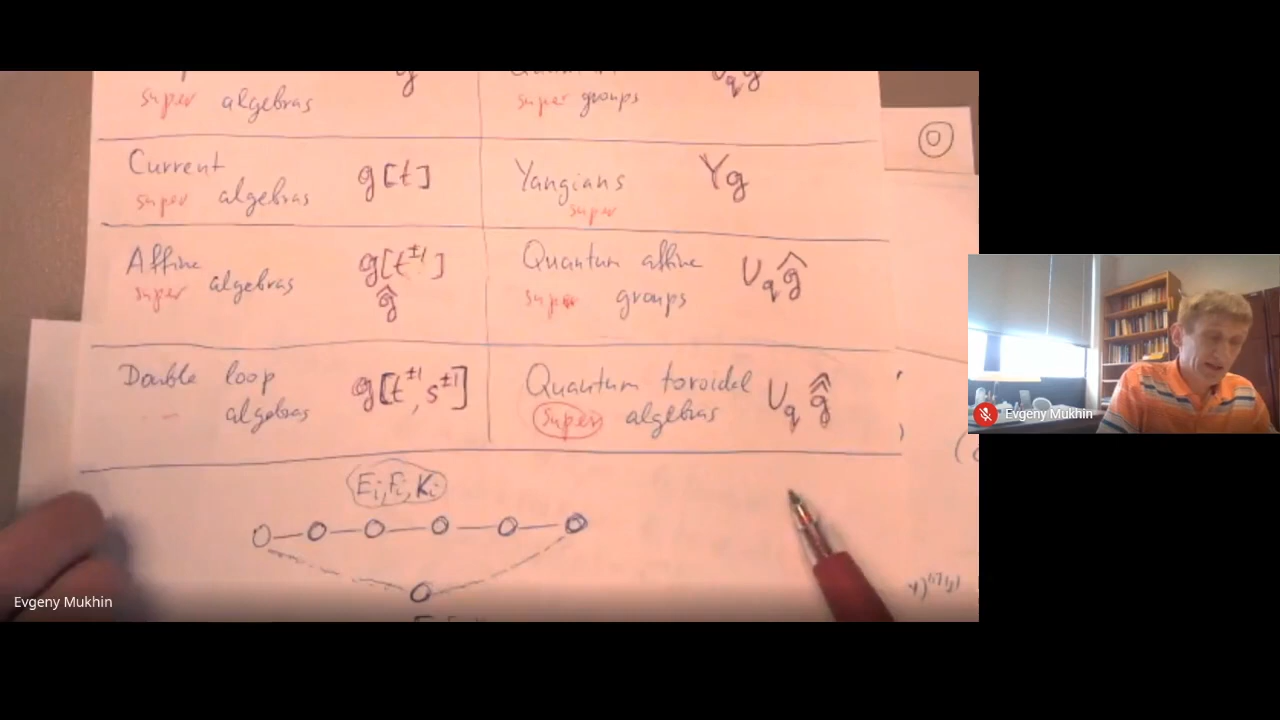 super algebras g super groups U_q g
Current g[t] Yangians Yg
super algebras super
Affine g[t^{±1}] Quantum affine U_q ĝ
super algebras ĝ super groups
Double loop g[t^{±1}, s^{±1}] Quantum toroidal U_q g^^
algebras super algebras
E_i, F_i, K_i
Evgeny Mukhin
Evgeny Mukhin